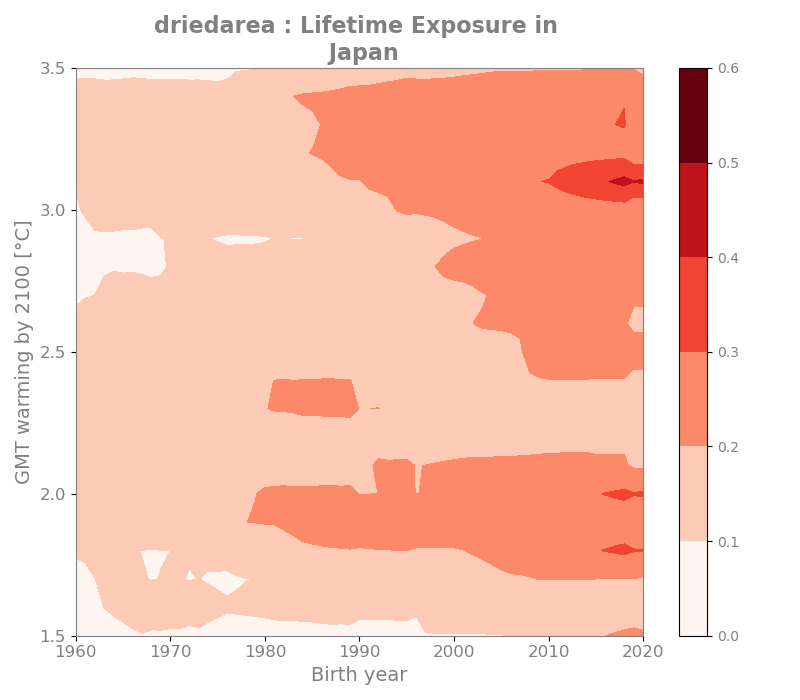 driedarea : Lifetime Exposure in
Japan
3.5
3.0
2.5
2.0
1.5
GMT warming by 2100 [°C]
1960 1970 1980 1990 2000 2010 2020
Birth year
0.6
0.5
0.4
0.3
0.2
0.1
0.0